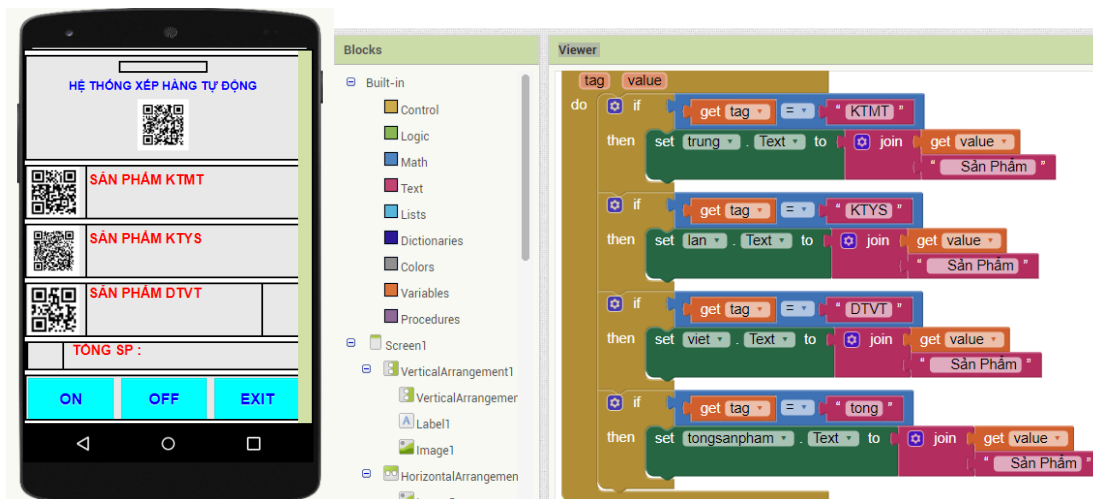 HỆ THỐNG XẾP HÀNG TỰ ĐỘNG
SẢN PHẨM KTMT
SẢN PHẨM KTYS
SẢN PHẨM DTVT
TỔNG SP :
ON OFF EXIT
Blocks
Built-in
Control
Logic
Math
Text
Lists
Dictionaries
Colors
Variables
Procedures
Screen1
VerticalArrangement1
VerticalArrangemer
Label1
Image1
HorizontalArrangemen
Viewer
tag value
do if get tag = " KTMT "
then set trung . Text to join get value
" Sản Phẩm "
if get tag = " KTYS "
then set lan . Text to join get value
" Sản Phẩm "
if get tag = " DTVT "
then set viet . Text to join get value
" Sản Phẩm "
if get tag = " tong "
then set tongsanpham . Text to join get value
" Sản Phẩm "